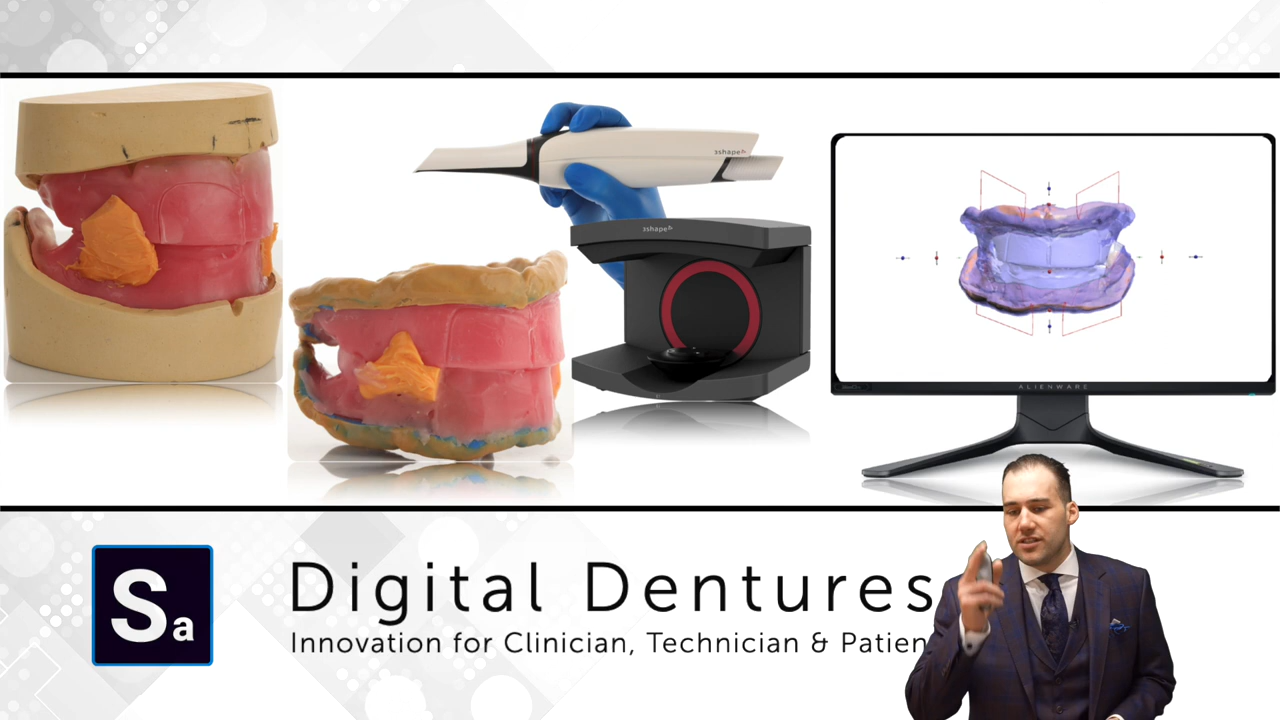 3shape
3shape
ALIENWARE
Sa
Digital Dentures
Innovation for Clinician, Technician & Patien